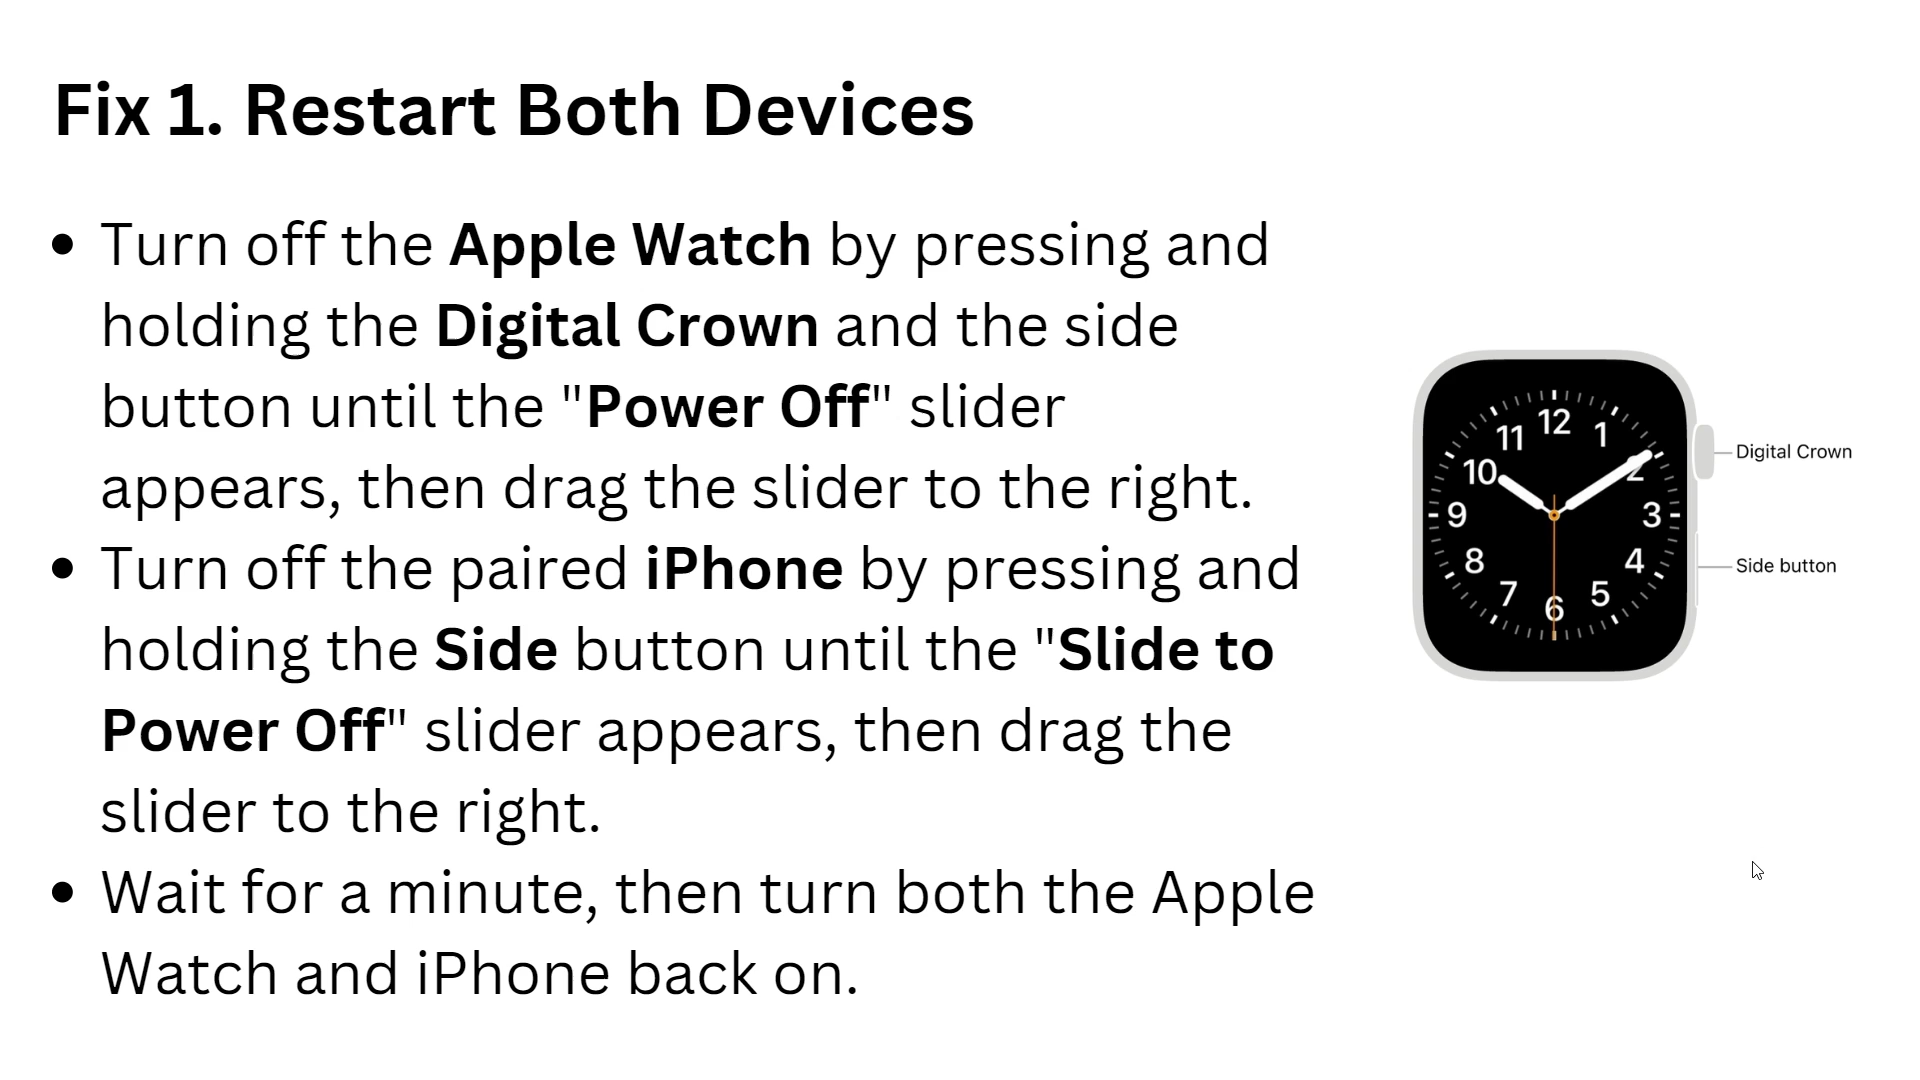 Fix 1. Restart Both Devices
• Turn off the Apple Watch by pressing and
holding the Digital Crown and the side
button until the "Power Off" slider
appears, then drag the slider to the right.
• Turn off the paired iPhone by pressing and
holding the Side button until the "Slide to
Power Off" slider appears, then drag the
slider to the right.
• Wait for a minute, then turn both the Apple
Watch and iPhone back on.
12
11 1
10 2
9 3
8 4
7 5
6
Digital Crown
Side button